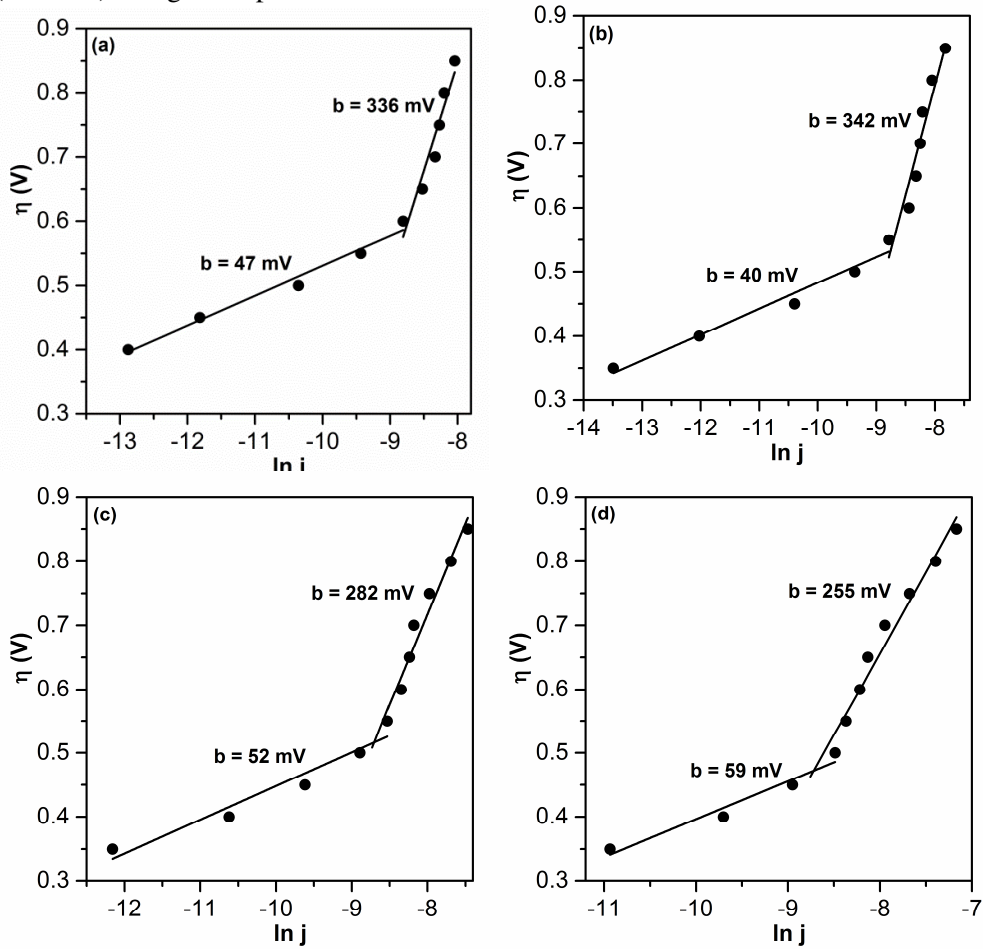 (a)
0.9
0.8
0.7
0.6
0.5
0.4
0.3
η (V)
b = 336 mV
b = 47 mV
-13 -12 -11 -10 -9 -8
ln j
(b)
0.9
0.8
0.7
0.6
0.5
0.4
0.3
η (V)
b = 342 mV
b = 40 mV
-14 -13 -12 -11 -10 -9 -8
ln j
(c)
0.9
0.8
0.7
0.6
0.5
0.4
0.3
η (V)
b = 282 mV
b = 52 mV
-12 -11 -10 -9 -8
ln j
(d)
0.9
0.8
0.7
0.6
0.5
0.4
0.3
η (V)
b = 255 mV
b = 59 mV
-11 -10 -9 -8 -7
ln j